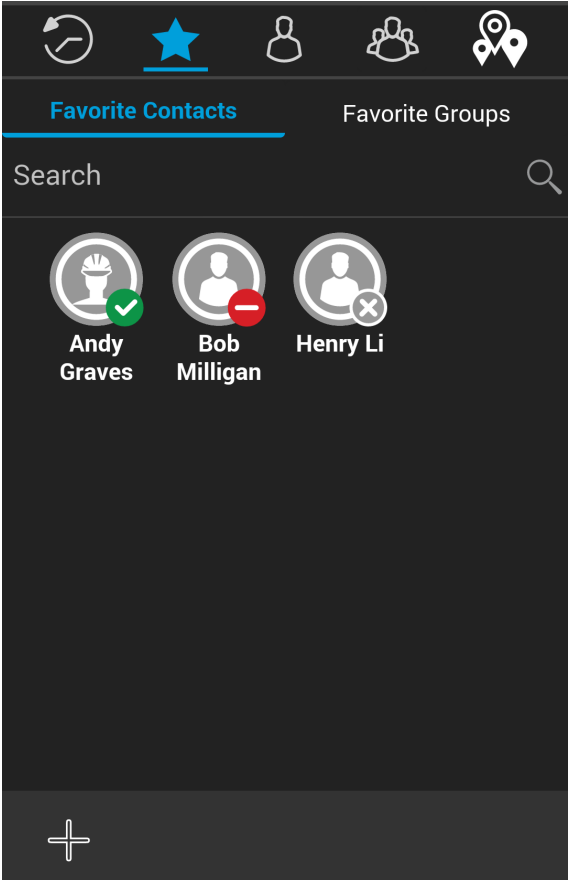 Favorite Contacts
Favorite Groups
Search
Andy
Graves
Bob
Milligan
Henry Li